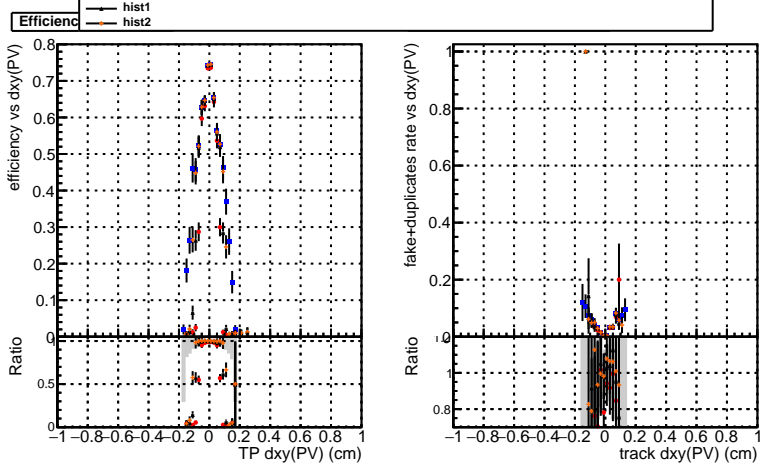 hist1
Efficienc
hist2
efficiency vs dxy(PV)
0.8
0.7
0.6
0.5
0.4
0.3
0.2
0.1
0
Ratio
1
0.5
0
−1 −0.8 −0.6 −0.4 −0.2 0 0.2 0.4 0.6 0.8 1
TP dxy(PV) (cm)
fake+duplicates rate vs dxy(PV)
1
0.8
0.6
0.4
0.2
Ratio
1
0.8
−1 −0.8 −0.6 −0.4 −0.2 0 0.2 0.4 0.6 0.8 1
track dxy(PV) (cm)